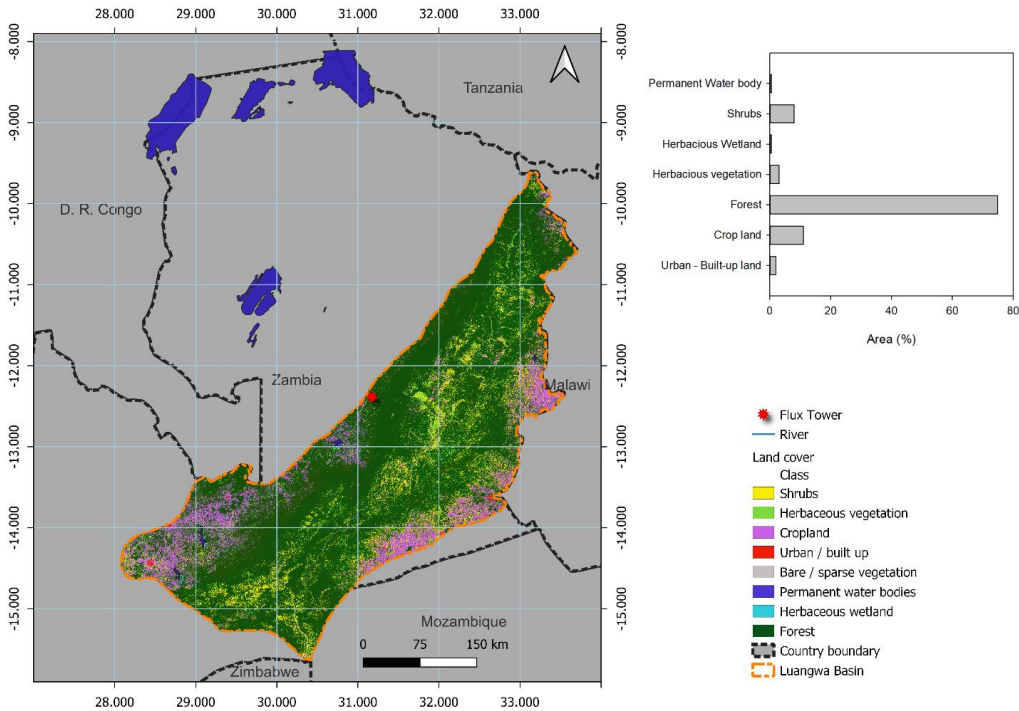 28.000 29.000 30.000 31.000 32.000 33.000
-8.000 -8.000
-9.000 -9.000
-10.000 -10.000
-11.000 -11.000
-12.000 -12.000
-13.000 -13.000
-14.000 -14.000
-15.000 -15.000
Tanzania
D. R. Congo
Zambia
Malawi
Mozambique
Zimbabwe
0 75 150 km
28.000 29.000 30.000 31.000 32.000 33.000
Permanent Water body
Shrubs
Herbacious Wetland
Herbacious vegetation
Forest
Crop land
Urban - Built-up land
0 20 40 60 80
Area (%)
Flux Tower
River
Land cover
Class
Shrubs
Herbaceous vegetation
Cropland
Urban / built up
Bare / sparse vegetation
Permanent water bodies
Herbaceous wetland
Forest
Country boundary
Luangwa Basin